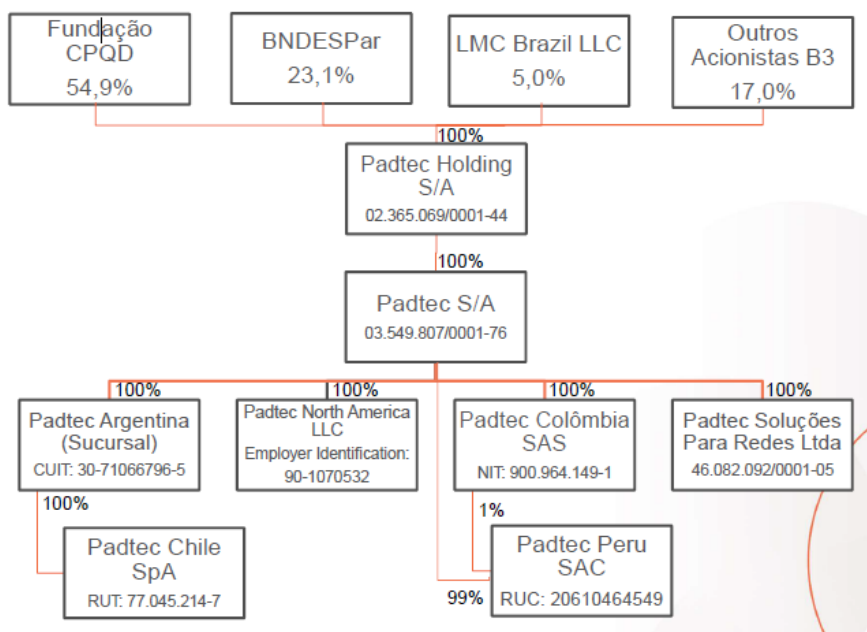 Fundação
CPQD
54,9%
BNDESPar
23,1%
LMC Brazil LLC
5,0%
Outros
Acionistas B3
17,0%
100%
Padtec Holding
S/A
02.365.069/0001-44
100%
Padtec S/A
03.549.807/0001-76
100%
100%
100%
100%
Padtec Argentina
(Sucursal)
CUIT: 30-71066796-5
Padtec North America
LLC
Employer Identification:
90-1070532
Padtec Colômbia
SAS
NIT: 900.964.149-1
Padtec Soluções
Para Redes Ltda
46.082.092/0001-05
100%
1%
Padtec Chile
SpA
RUT: 77.045.214-7
Padtec Peru
SAC
RUC: 20610464549
99%